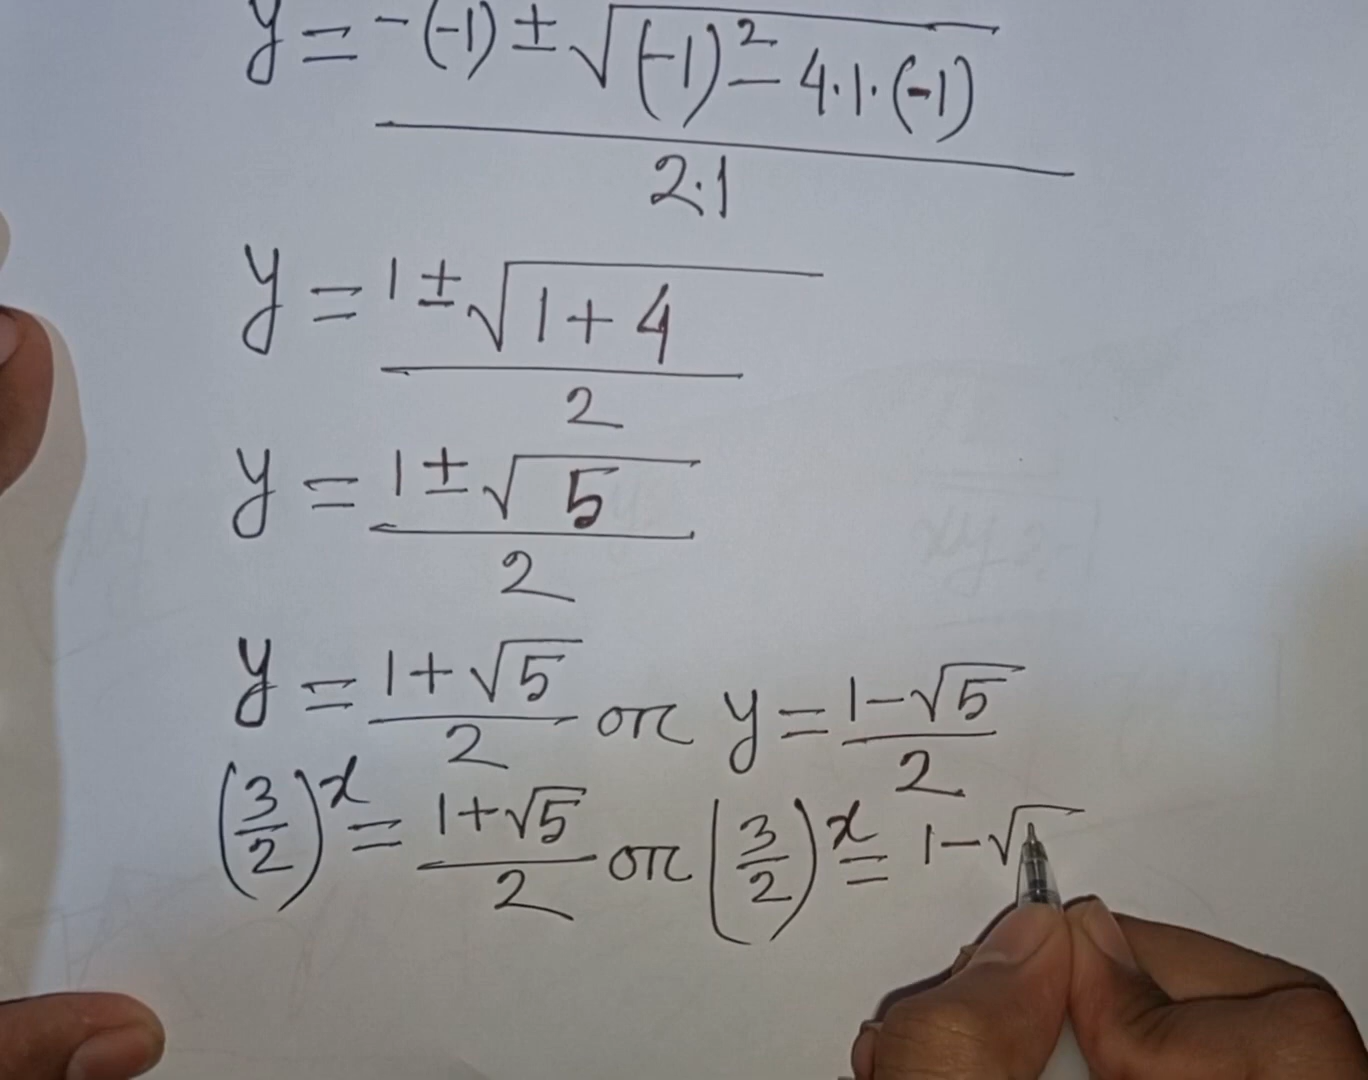 y = (-(-1) ± √((-1)² - 4·1·(-1))) / (2·1)
y = (1 ± √(1 + 4)) / 2
y = (1 ± √5) / 2
y = (1 + √5) / 2 or y = (1 - √5) / 2
(3/2)ˣ = (1 + √5) / 2 or (3/2)ˣ = 1 - √